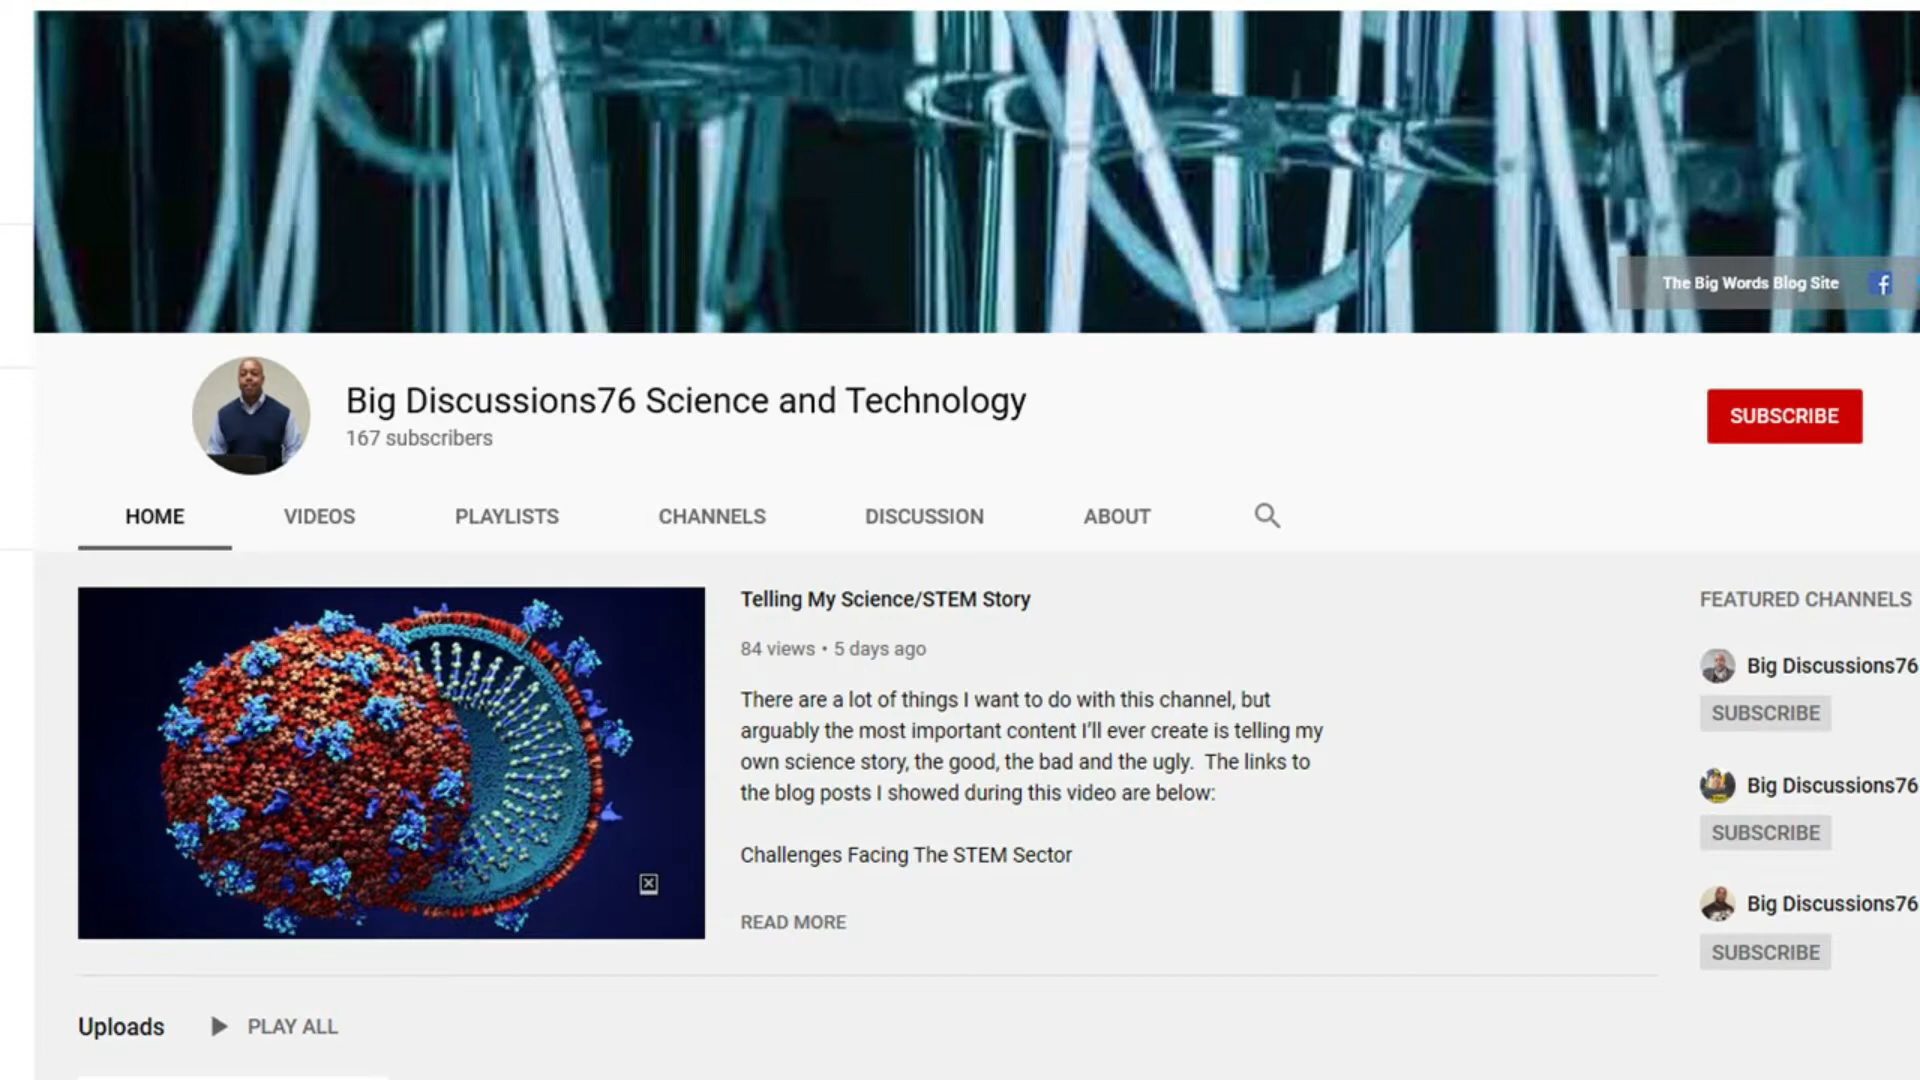 The Big Words Blog Site
Big Discussions76 Science and Technology
167 subscribers
SUBSCRIBE
HOME VIDEOS PLAYLISTS CHANNELS DISCUSSION ABOUT
Telling My Science/STEM Story
84 views • 5 days ago
There are a lot of things I want to do with this channel, but
arguably the most important content I'll ever create is telling my
own science story, the good, the bad and the ugly.  The links to
the blog posts I showed during this video are below:
Challenges Facing The STEM Sector
READ MORE
FEATURED CHANNELS
Big Discussions76
SUBSCRIBE
Big Discussions76
SUBSCRIBE
Big Discussions76
SUBSCRIBE
Uploads PLAY ALL